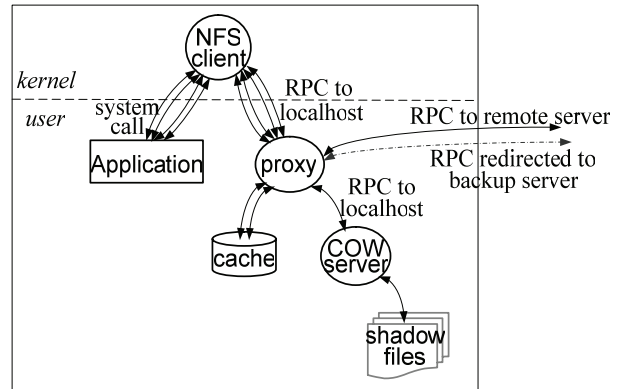 NFS
client
kernel
user
system
call
RPC to
localhost
Application
proxy
RPC to remote server
RPC redirected to
backup server
RPC to
localhost
cache
COW
server
shadow
files